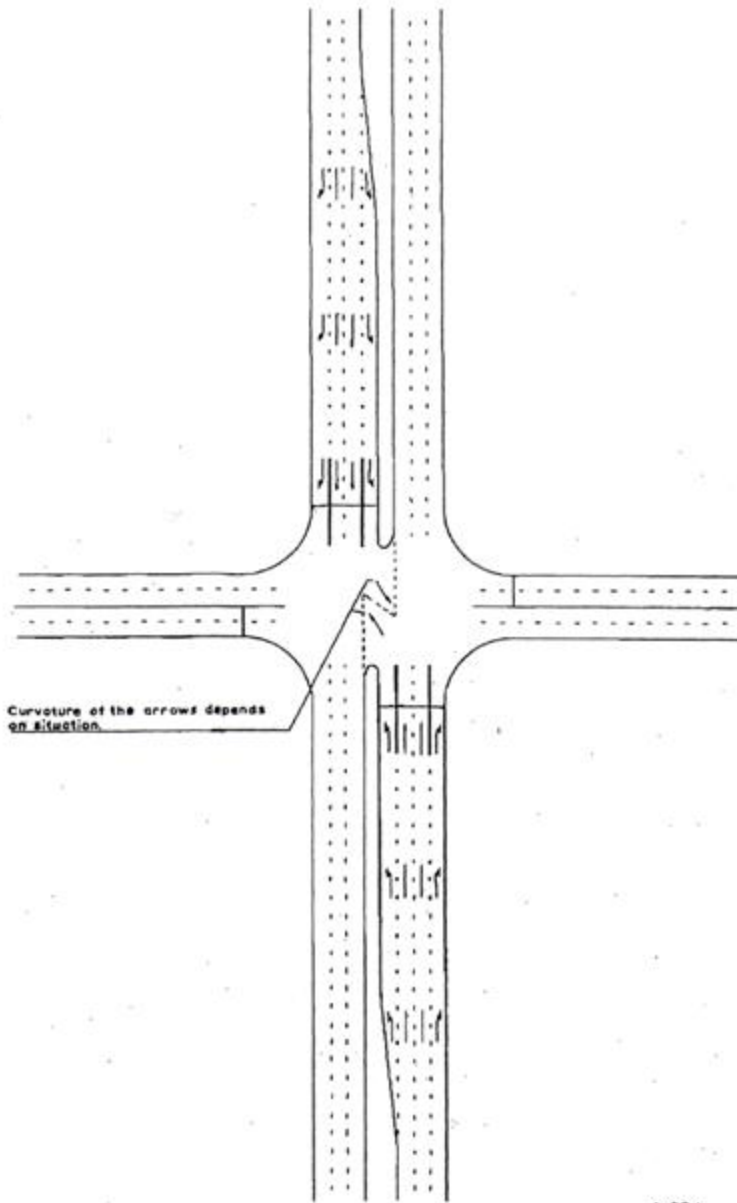 Curvature of the arrows depends
on situation.